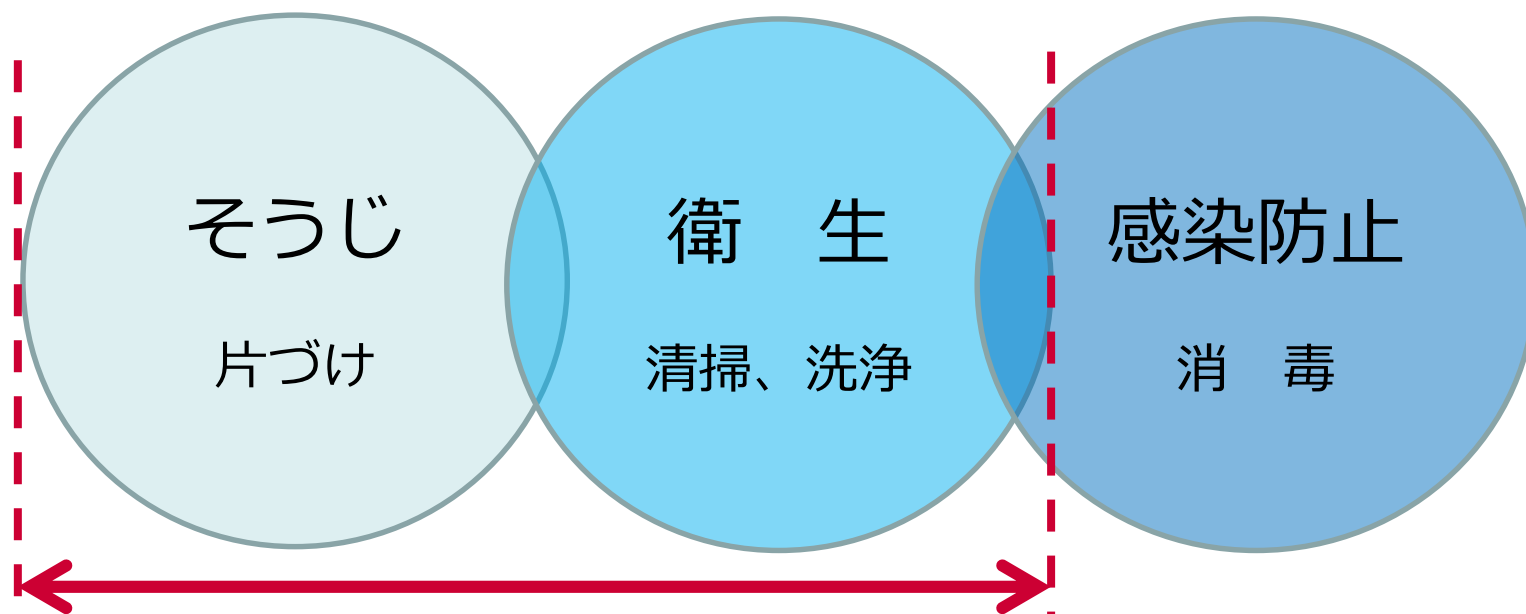 そうじ
片づけ
衛　生
清掃、洗浄
感染防止
消　毒